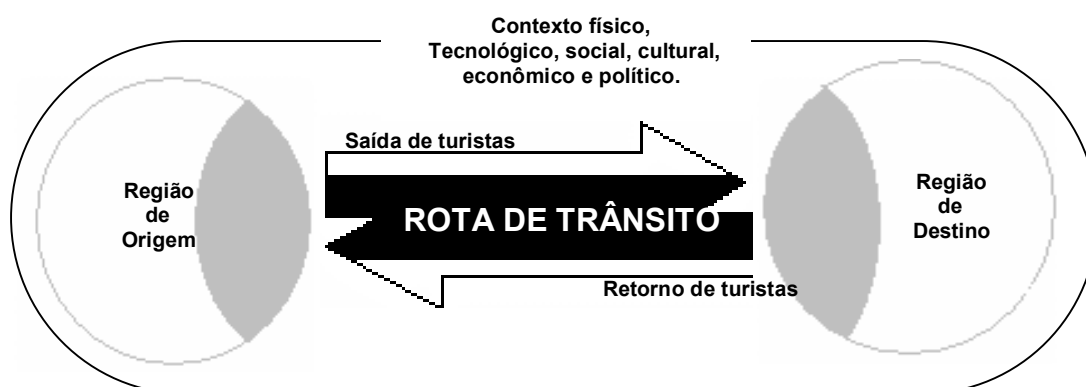 Contexto físico,
Tecnológico, social, cultural,
econômico e político.
Saída de turistas
Região
de
Origem
ROTA DE TRÂNSITO
Região
de
Destino
Retorno de turistas